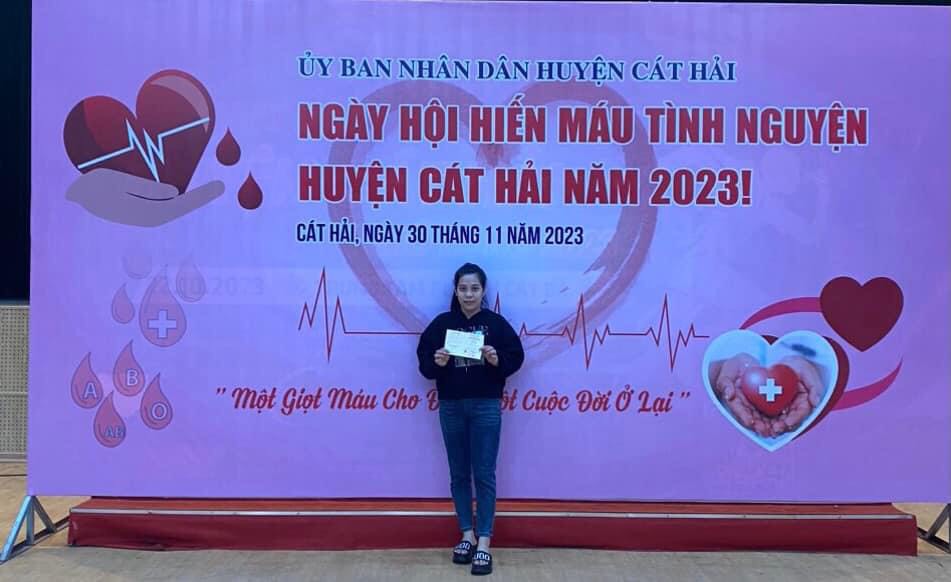 ỦY BAN NHÂN DÂN HUYỆN CÁT HẢI
NGÀY HỘI HIẾN MÁU TÌNH NGUYỆN
HUYỆN CÁT HẢI NĂM 2023!
CÁT HẢI, NGÀY 30 THÁNG 11 NĂM 2023
A
B
O
AB
" Một Giọt Máu Cho Đ ột Cuộc Đời Ở Lại "